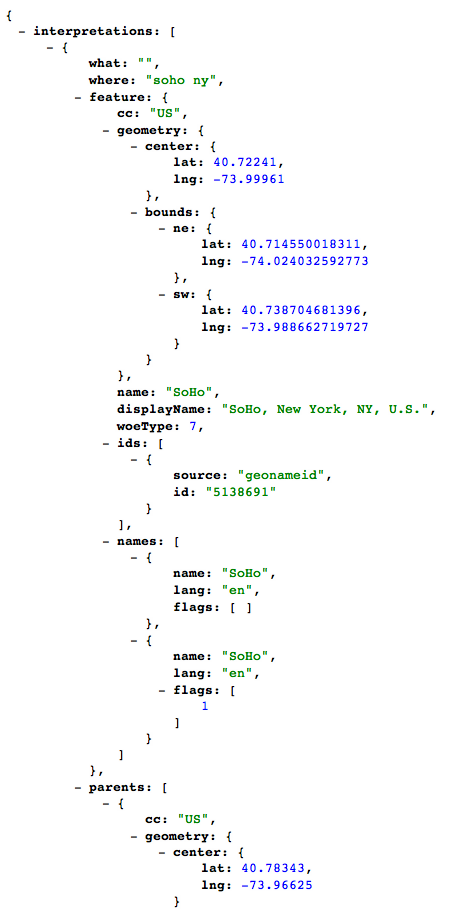 {
- interpretations: [
- {
what: "",
where: "soho ny",
- feature: {
cc: "US",
- geometry: {
- center: {
lat: 40.72241,
lng: -73.99961
},
- bounds: {
- ne: {
lat: 40.714550018311,
lng: -74.024032592773
},
- sw: {
lat: 40.738704681396,
lng: -73.988662719727
}
}
},
name: "SoHo",
displayName: "SoHo, New York, NY, U.S.",
woeType: 7,
- ids: [
- {
source: "geonameid",
id: "5138691"
}
],
- names: [
- {
name: "SoHo",
lang: "en",
flags: [ ]
},
- {
name: "SoHo",
lang: "en",
- flags: [
1
]
}
]
},
- parents: [
- {
cc: "US",
- geometry: {
- center: {
lat: 40.78343,
lng: -73.96625
}